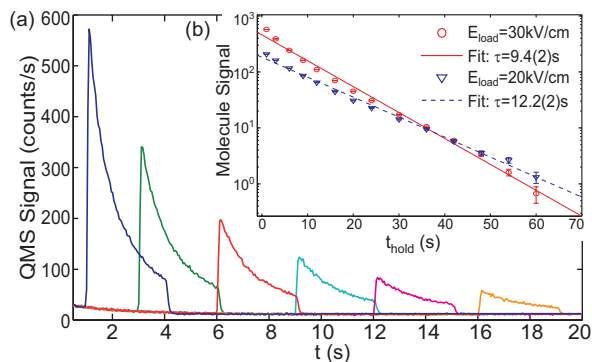 (a)
QMS Signal (counts/s)
600
500
400
300
200
100
0
2 4 6 8 10 12 14 16 18 20
t (s)
(b)
Molecule Signal
10³
10²
10¹
10⁰
0 10 20 30 40 50 60 70
t_hold (s)
E_load=30kV/cm
Fit: τ=9.4(2)s
E_load=20kV/cm
Fit: τ=12.2(2)s